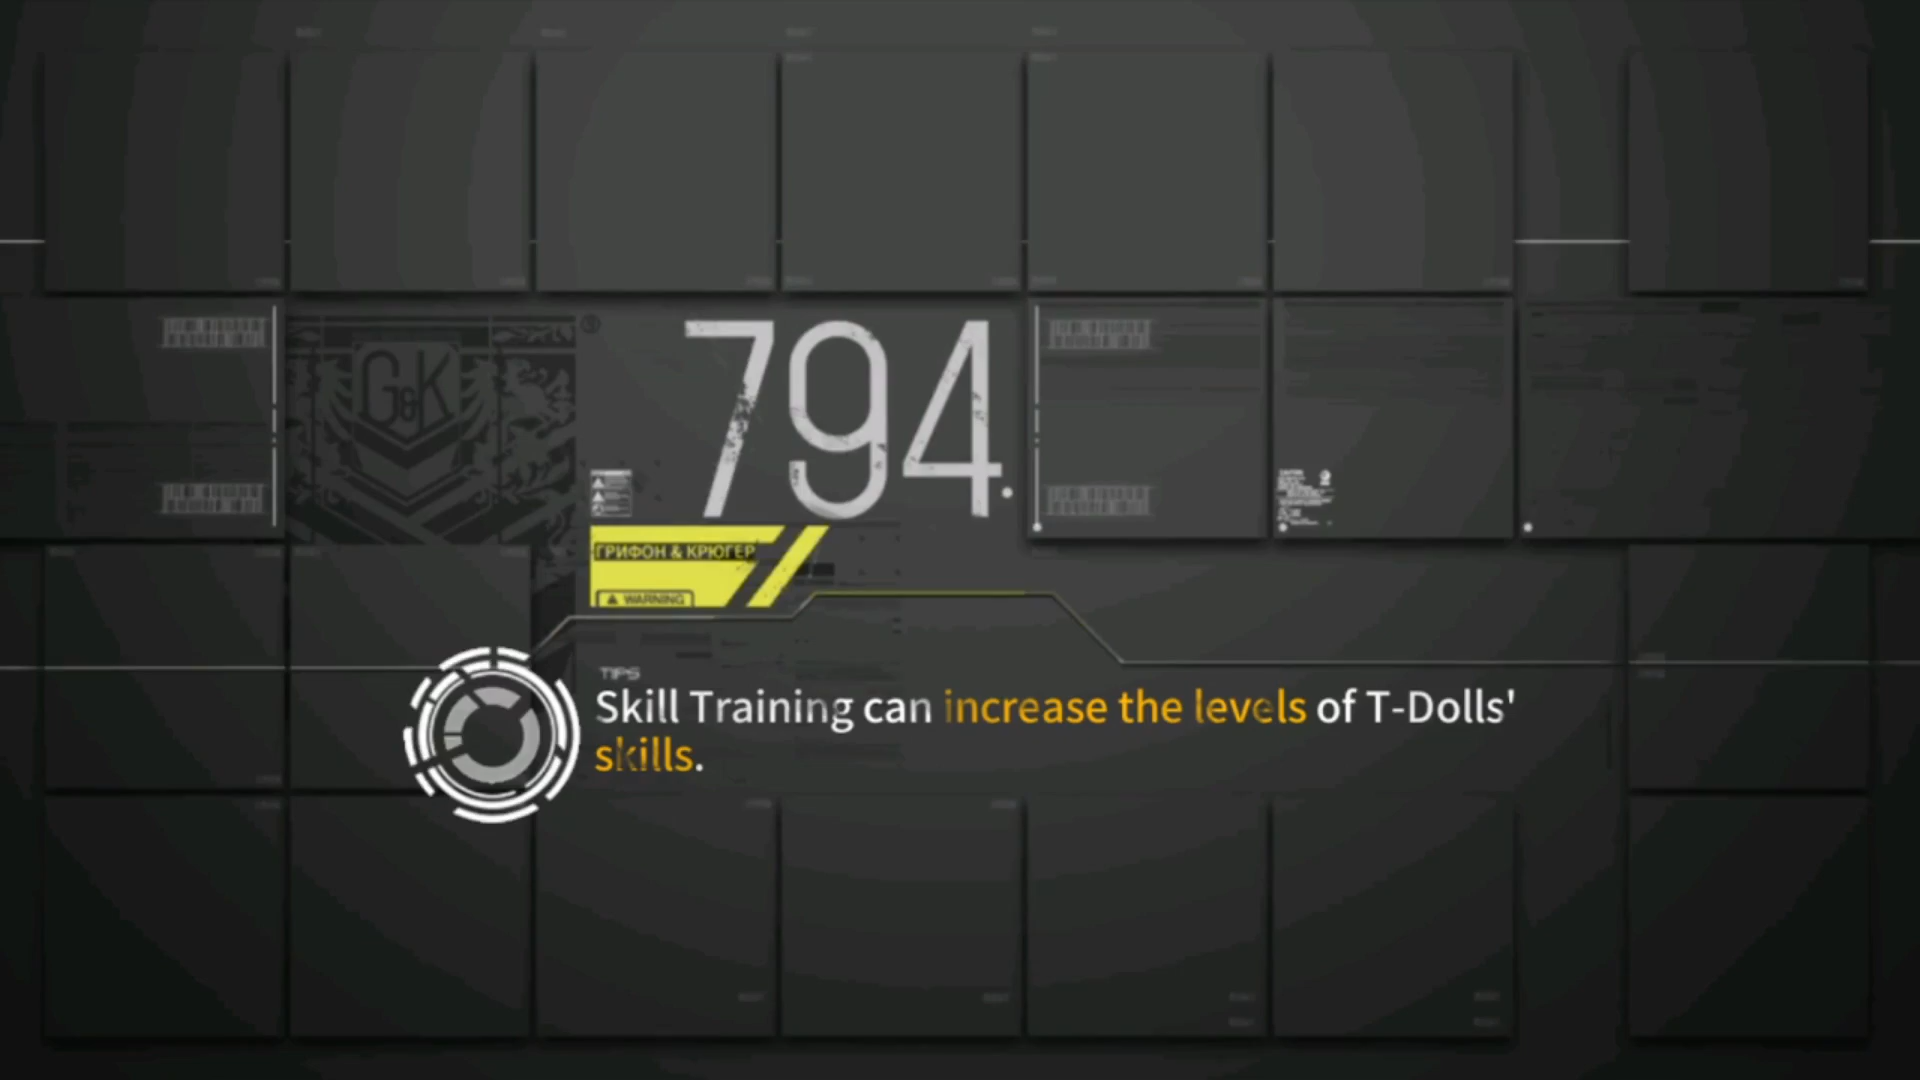 G&K
794.
ГРИФОН & КРЮГЕР
WARNING
TIPS
Skill Training can increase the levels of T-Dolls'
skills.